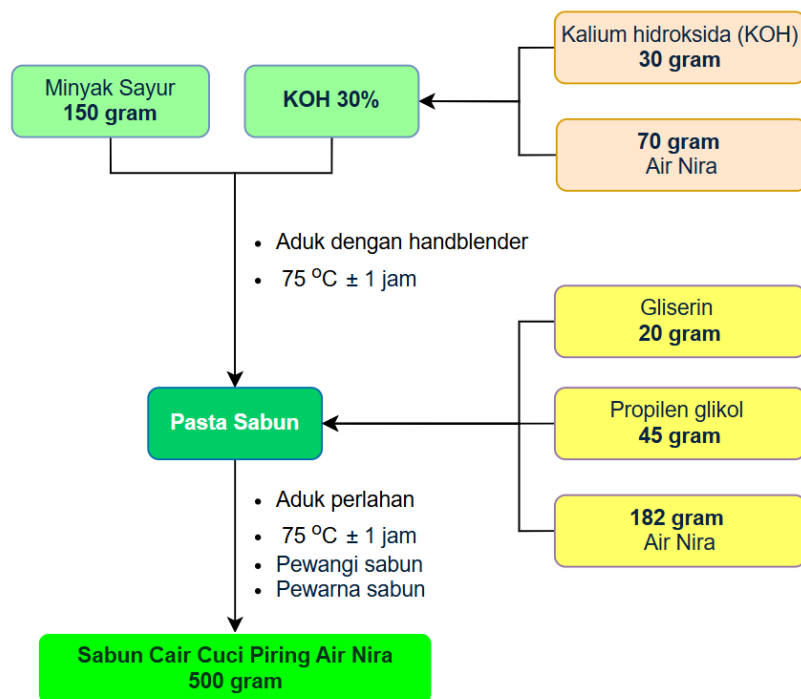 Kalium hidroksida (KOH)
30 gram
Minyak Sayur
150 gram
KOH 30%
70 gram
Air Nira
• Aduk dengan handblender
• 75 °C ± 1 jam
Gliserin
20 gram
Pasta Sabun
Propilen glikol
45 gram
• Aduk perlahan
• 75 °C ± 1 jam
• Pewangi sabun
• Pewarna sabun
182 gram
Air Nira
Sabun Cair Cuci Piring Air Nira
500 gram